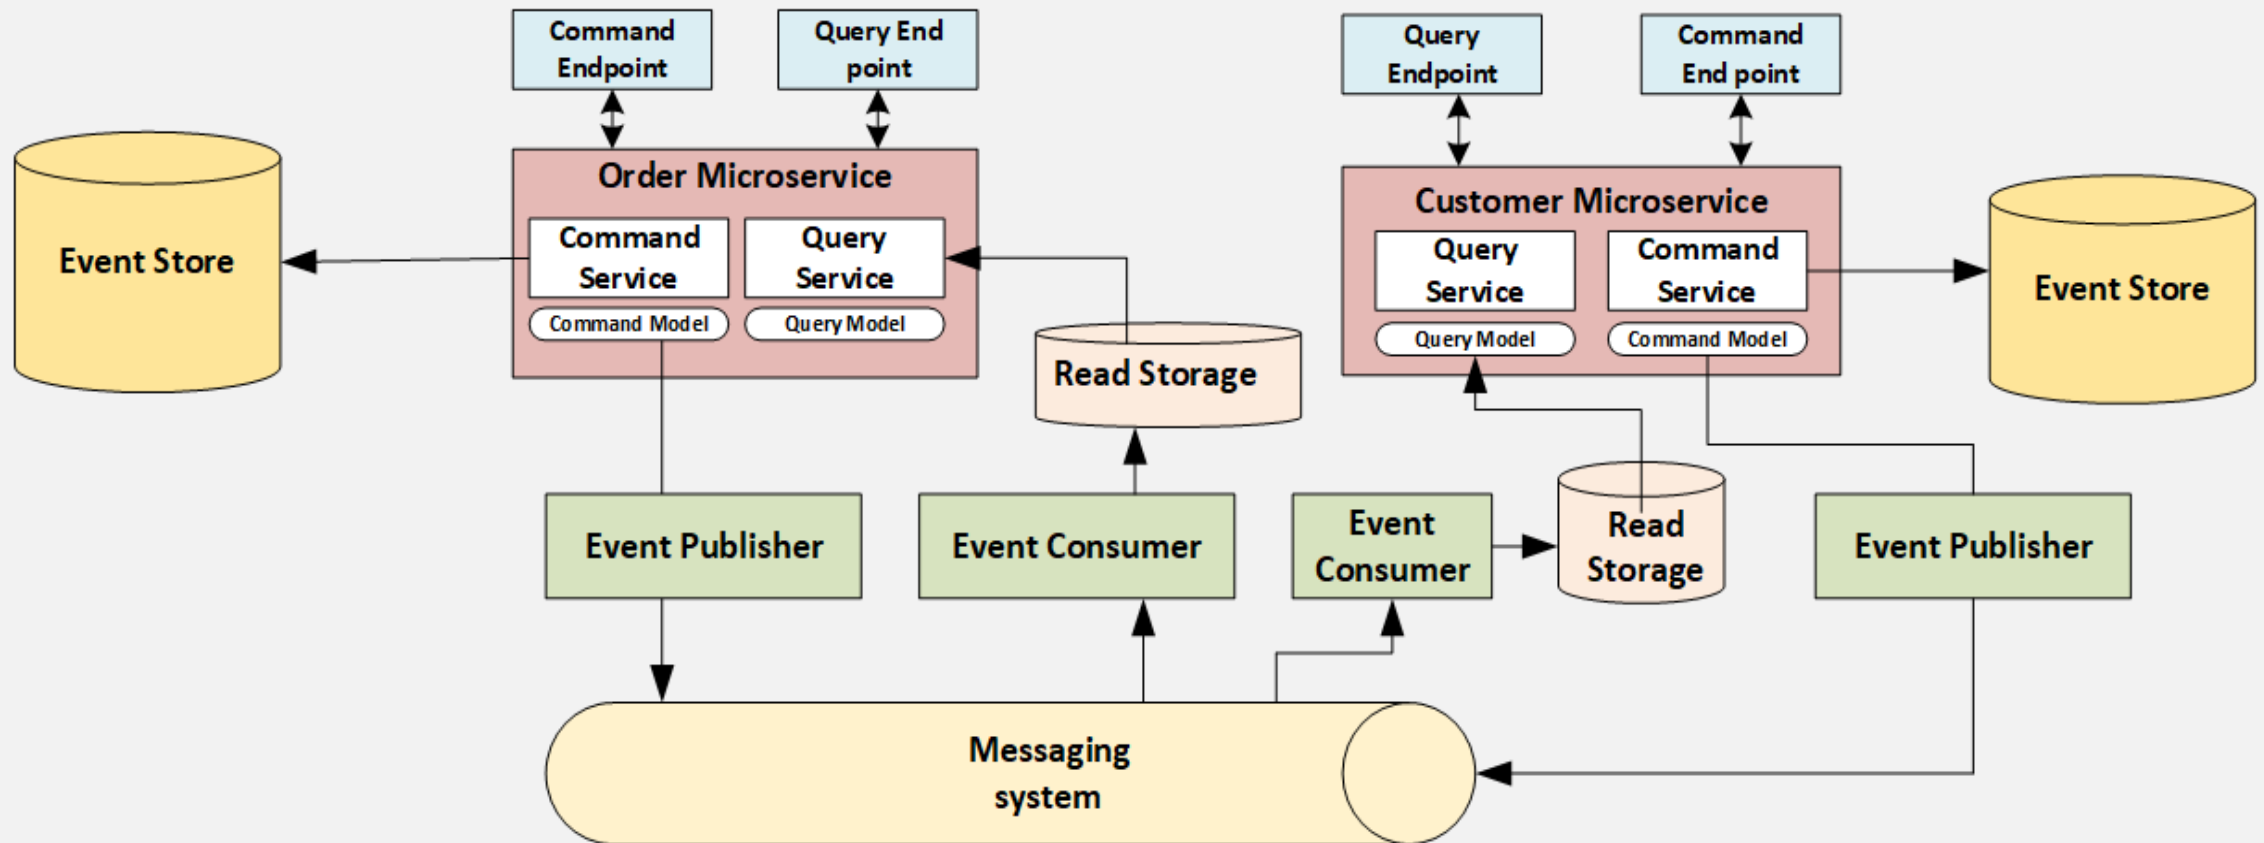 Command
Endpoint
Query End
point
Query
Endpoint
Command
End point
Order Microservice
Command
Service
Query
Service
Command Model
Query Model
Customer Microservice
Query
Service
Command
Service
Query Model
Command Model
Event Store
Event Store
Read Storage
Event Publisher
Event Consumer
Event
Consumer
Read
Storage
Event Publisher
Messaging
system